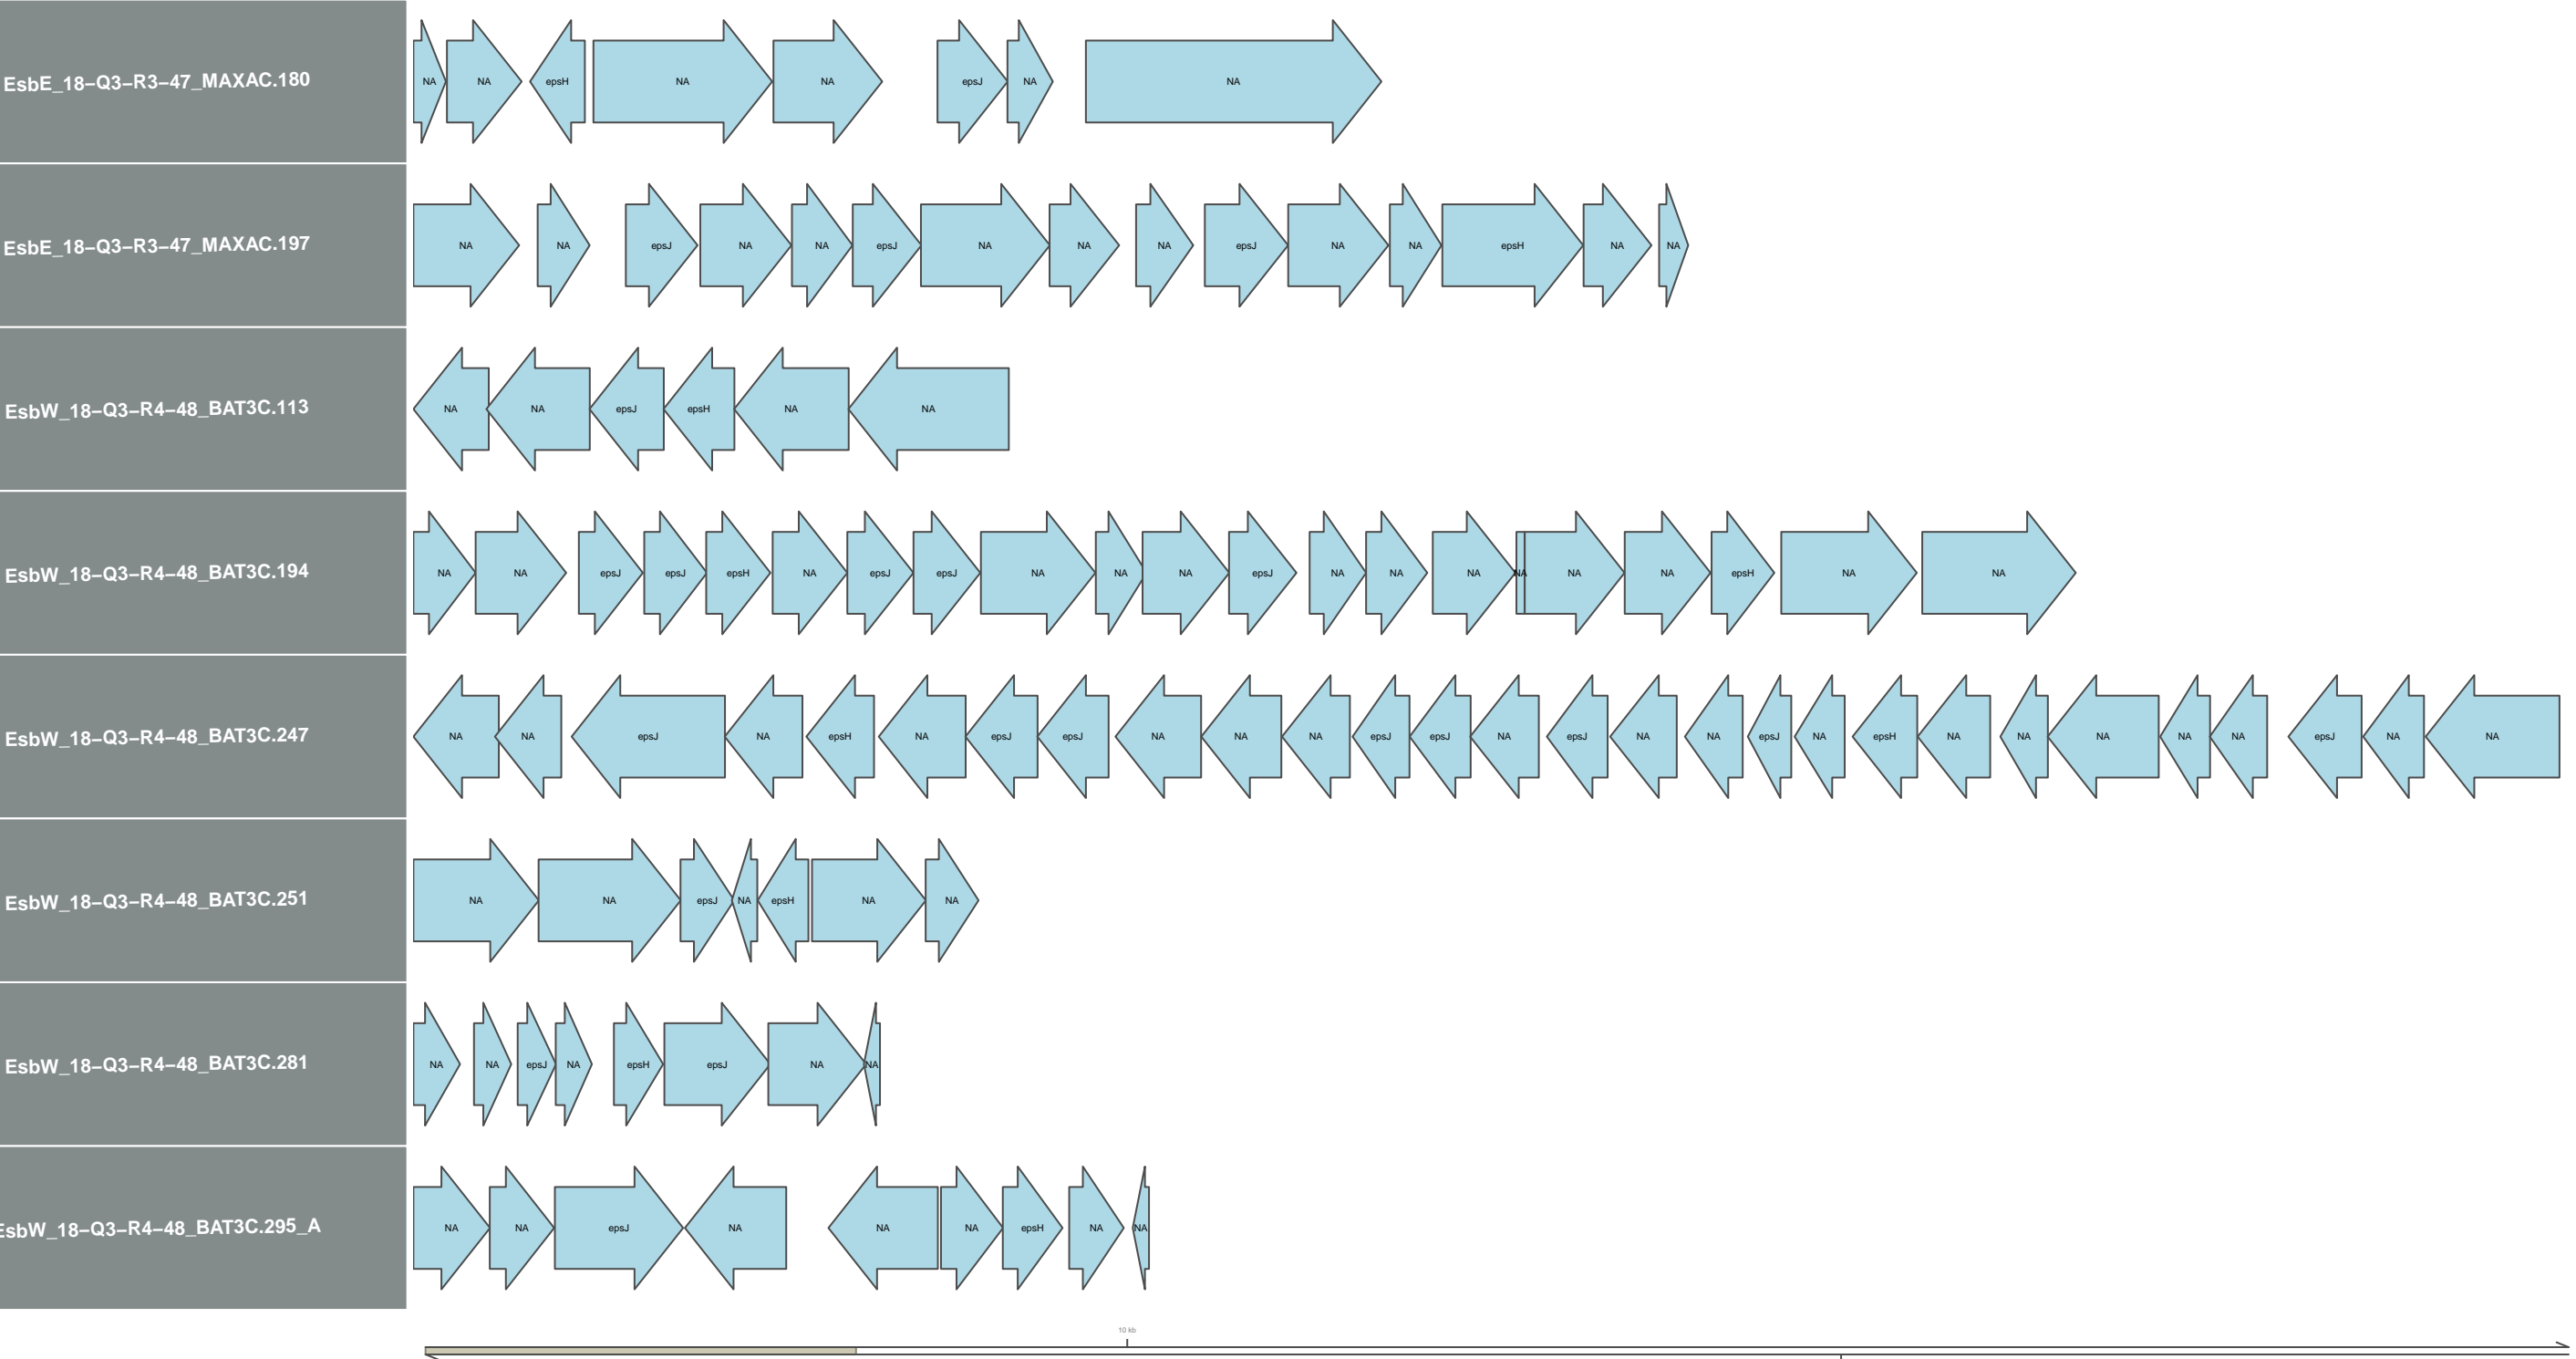 EsbE_18−Q3−R3−47_MAXAC.180
NA NA epsH NA NA epsJ NA NA
EsbE_18−Q3−R3−47_MAXAC.197
NA NA epsJ NA NA epsJ NA NA NA epsJ NA NA epsH NA NA
EsbW_18−Q3−R4−48_BAT3C.113
NA NA epsJ epsH NA NA
EsbW_18−Q3−R4−48_BAT3C.194
NA NA epsJ epsJ epsH NA epsJ epsJ NA NA NA epsJ NA NA NA NA NA NA epsH NA NA
EsbW_18−Q3−R4−48_BAT3C.247
NA NA epsJ NA epsH NA epsJ epsJ NA NA NA epsJ epsJ NA epsJ NA NA epsJ NA epsH NA NA NA NA NA epsJ NA NA
EsbW_18−Q3−R4−48_BAT3C.251
NA NA epsJ NA epsH NA NA
EsbW_18−Q3−R4−48_BAT3C.281
NA NA epsJ NA epsH epsJ NA NA
EsbW_18−Q3−R4−48_BAT3C.295_A
NA NA epsJ NA NA NA epsH NA NA
10 kb